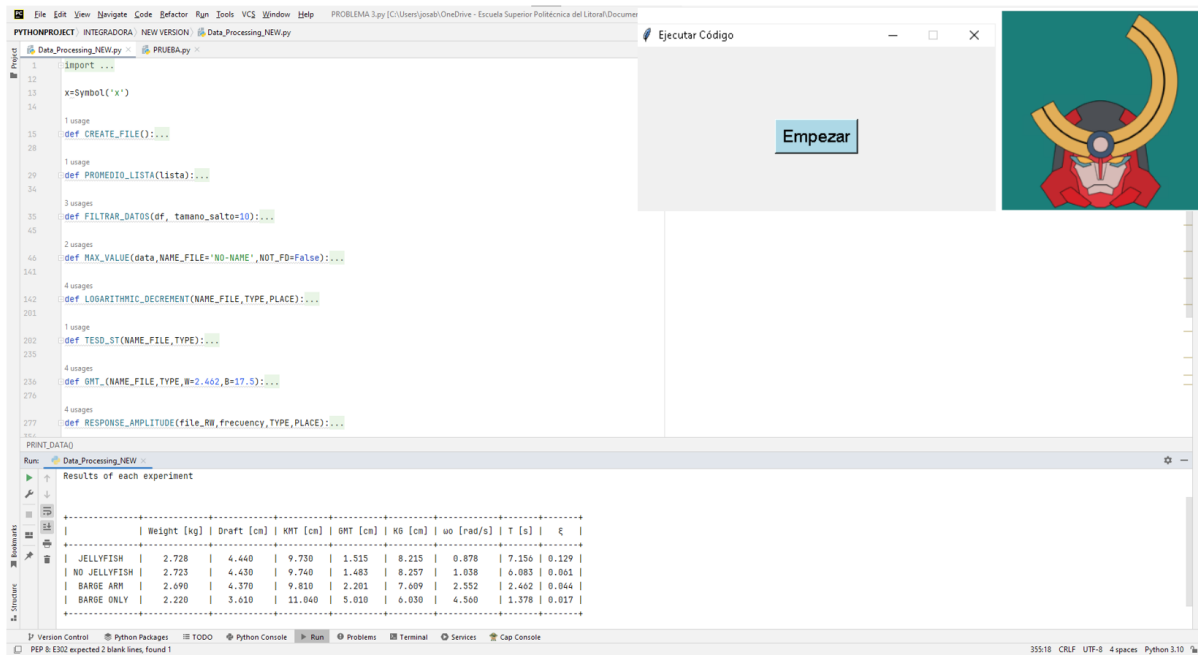 PC File Edit View Navigate Code Refactor Run Tools VCS Window Help PROBLEMA 3.py [C:\Users\josab\OneDrive - Escuela Superior Politécnica del Litoral\Documer
PYTHONPROJECT INTEGRADORA NEW VERSION Data_Processing_NEW.py
Data_Processing_NEW.py × PRUEBA.py ×
Ejecutar Código
Empezar
Project
1 import ...
12
13 x=Symbol('x')
14
1 usage
15 def CREATE_FILE():...
28
1 usage
29 def PROMEDIO_LISTA(lista):...
34
3 usages
35 def FILTRAR_DATOS(df, tamano_salto=10):...
45
2 usages
46 def MAX_VALUE(data,NAME_FILE='NO-NAME',NOT_FD=False):...
141
4 usages
142 def LOGARITHMIC_DECREMENT(NAME_FILE,TYPE,PLACE):...
201
1 usage
202 def TESD_ST(NAME_FILE,TYPE):...
235
4 usages
236 def GMT_(NAME_FILE,TYPE,W=2.462,B=17.5):...
276
4 usages
277 def RESPONSE_AMPLITUDE(file_RW,frecuency,TYPE,PLACE):...
PRINT_DATA()
Run: Data_Processing_NEW ×
Results of each experiment
+-------------+-------------+------------+----------+----------+---------+------------+-------+-------+
| | Weight [kg] | Draft [cm] | KMT [cm] | GMT [cm] | KG [cm] | ωo [rad/s] | T [s] | ξ |
+-------------+-------------+------------+----------+----------+---------+------------+-------+-------+
| JELLYFISH | 2.728 | 4.440 | 9.730 | 1.515 | 8.215 | 0.878 | 7.156 | 0.129 |
| NO JELLYFISH | 2.723 | 4.430 | 9.740 | 1.483 | 8.257 | 1.038 | 6.083 | 0.061 |
| BARGE ARM | 2.690 | 4.370 | 9.810 | 2.201 | 7.609 | 2.552 | 2.462 | 0.044 |
| BARGE ONLY | 2.220 | 3.610 | 11.040 | 5.010 | 6.030 | 4.560 | 1.378 | 0.017 |
+-------------+-------------+------------+----------+----------+---------+------------+-------+-------+
Bookmarks
Structure
Version Control Python Packages TODO Python Console Run Problems Terminal Services Cap Console
PEP 8: E302 expected 2 blank lines, found 1 355:18 CRLF UTF-8 4 spaces Python 3.10